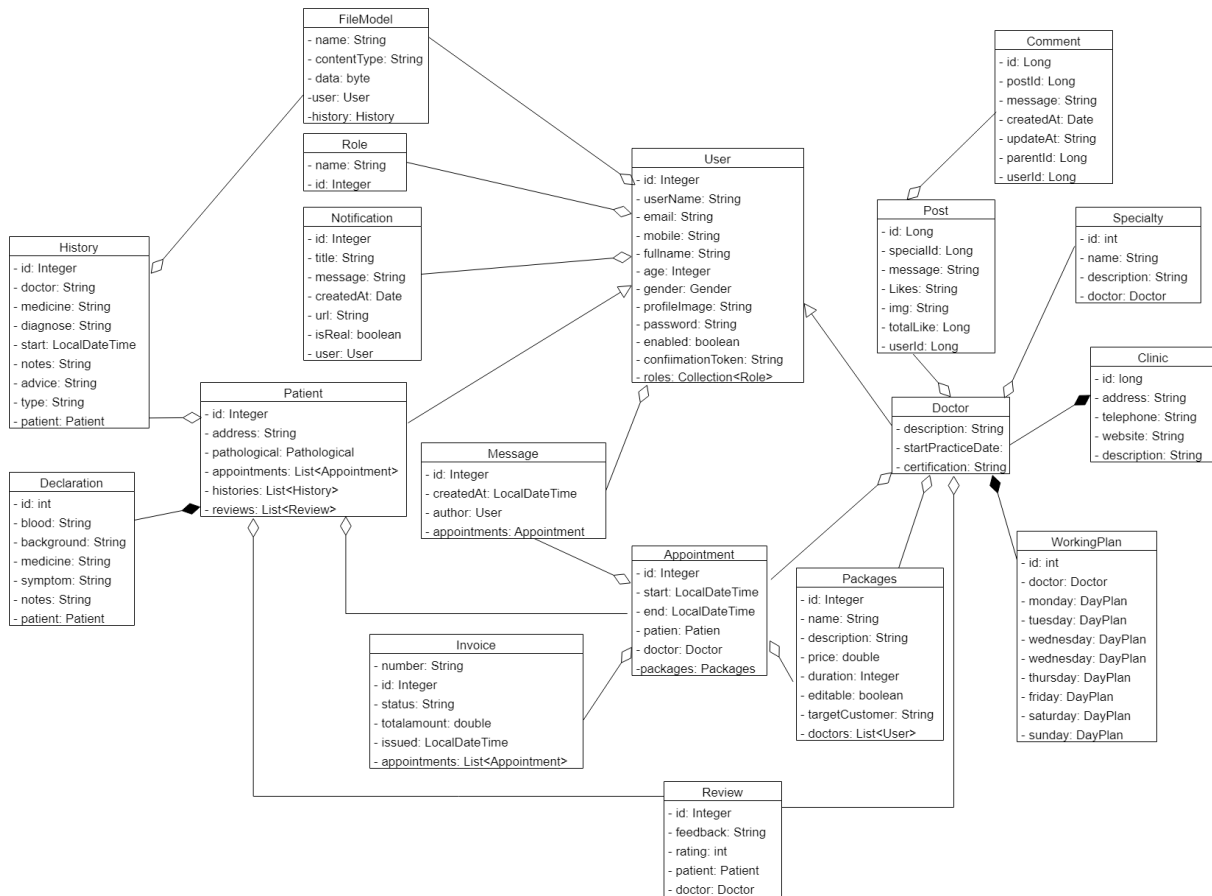 FileModel
- name: String
- contentType: String
- data: byte
-user: User
-history: History
Role
- name: String
- id: Integer
Notification
- id: Integer
- title: String
- message: String
- createdAt: Date
- url: String
- isReal: boolean
- user: User
History
- id: Integer
- doctor: String
- medicine: String
- diagnose: String
- start: LocalDateTime
- notes: String
- advice: String
- type: String
- patient: Patient
Patient
- id: Integer
- address: String
- pathological: Pathological
- appointments: List<Appointment>
- histories: List<History>
- reviews: List<Review>
Declaration
- id: int
- blood: String
- background: String
- medicine: String
- symptom: String
- notes: String
- patient: Patient
User
- id: Integer
- userName: String
- email: String
- mobile: String
- fullname: String
- age: Integer
- gender: Gender
- profileImage: String
- password: String
- enabled: boolean
- confiimationToken: String
- roles: Collection<Role>
Message
- id: Integer
- createdAt: LocalDateTime
- author: User
- appointments: Appointment
Appointment
- id: Integer
- start: LocalDateTime
- end: LocalDateTime
- patien: Patien
- doctor: Doctor
-packages: Packages
Invoice
- number: String
- id: Integer
- status: String
- totalamount: double
- issued: LocalDateTime
- appointments: List<Appointment>
Review
- id: Integer
- feedback: String
- rating: int
- patient: Patient
- doctor: Doctor
Comment
- id: Long
- postId: Long
- message: String
- createdAt: Date
- updateAt: String
- parentId: Long
- userId: Long
Post
- id: Long
- specialId: Long
- message: String
- Likes: String
- img: String
- totalLike: Long
- userId: Long
Specialty
- id: int
- name: String
- description: String
- doctor: Doctor
Clinic
- id: long
- address: String
- telephone: String
- website: String
- description: String
Doctor
- description: String
- startPracticeDate:
- certification: String
Packages
- id: Integer
- name: String
- description: String
- price: double
- duration: Integer
- editable: boolean
- targetCustomer: String
- doctors: List<User>
WorkingPlan
- id: int
- doctor: Doctor
- monday: DayPlan
- tuesday: DayPlan
- wednesday: DayPlan
- wednesday: DayPlan
- thursday: DayPlan
- friday: DayPlan
- saturday: DayPlan
- sunday: DayPlan